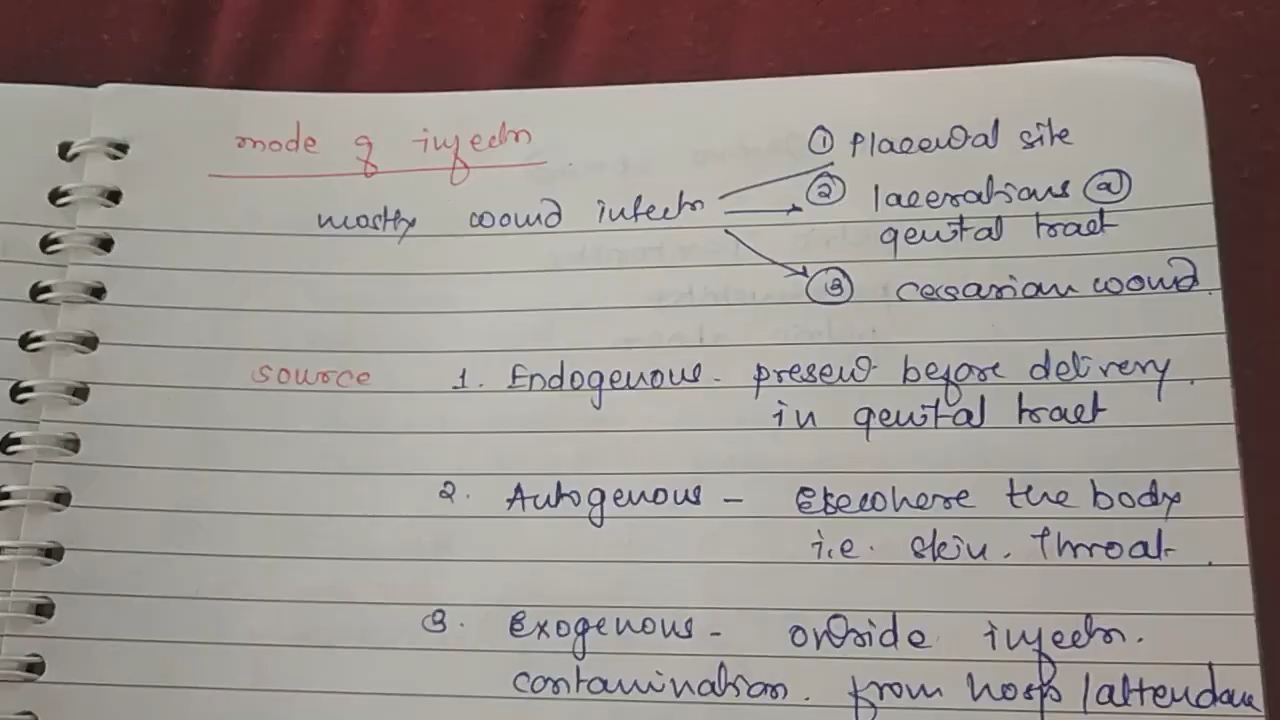 mode of infectn
① Placental site
mostly wound infectn
② lacerations @
genital tract
③ cesarian wound.
source 1. Endogenous. present before delivery.
in genital tract
2. Autogenous - Elsewhere the body
i.e. skin. Throat.
3. Exogenous - outside infectn.
contamination. from hosp/attendance